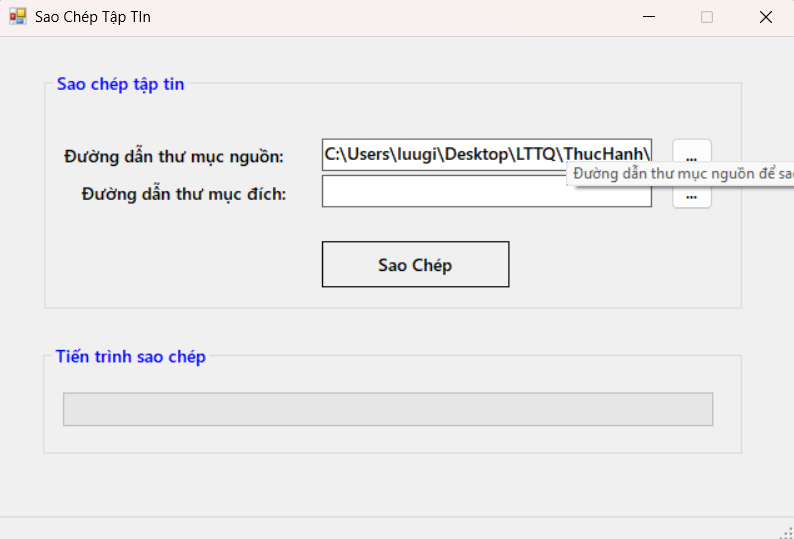 Sao Chép Tập TIn
Sao chép tập tin
Đường dẫn thư mục nguồn:
C:\Users\luugi\Desktop\LTTQ\ThucHanh\
...
Đường dẫn thư mục nguồn để sao
Đường dẫn thư mục đích:
...
Sao Chép
Tiến trình sao chép